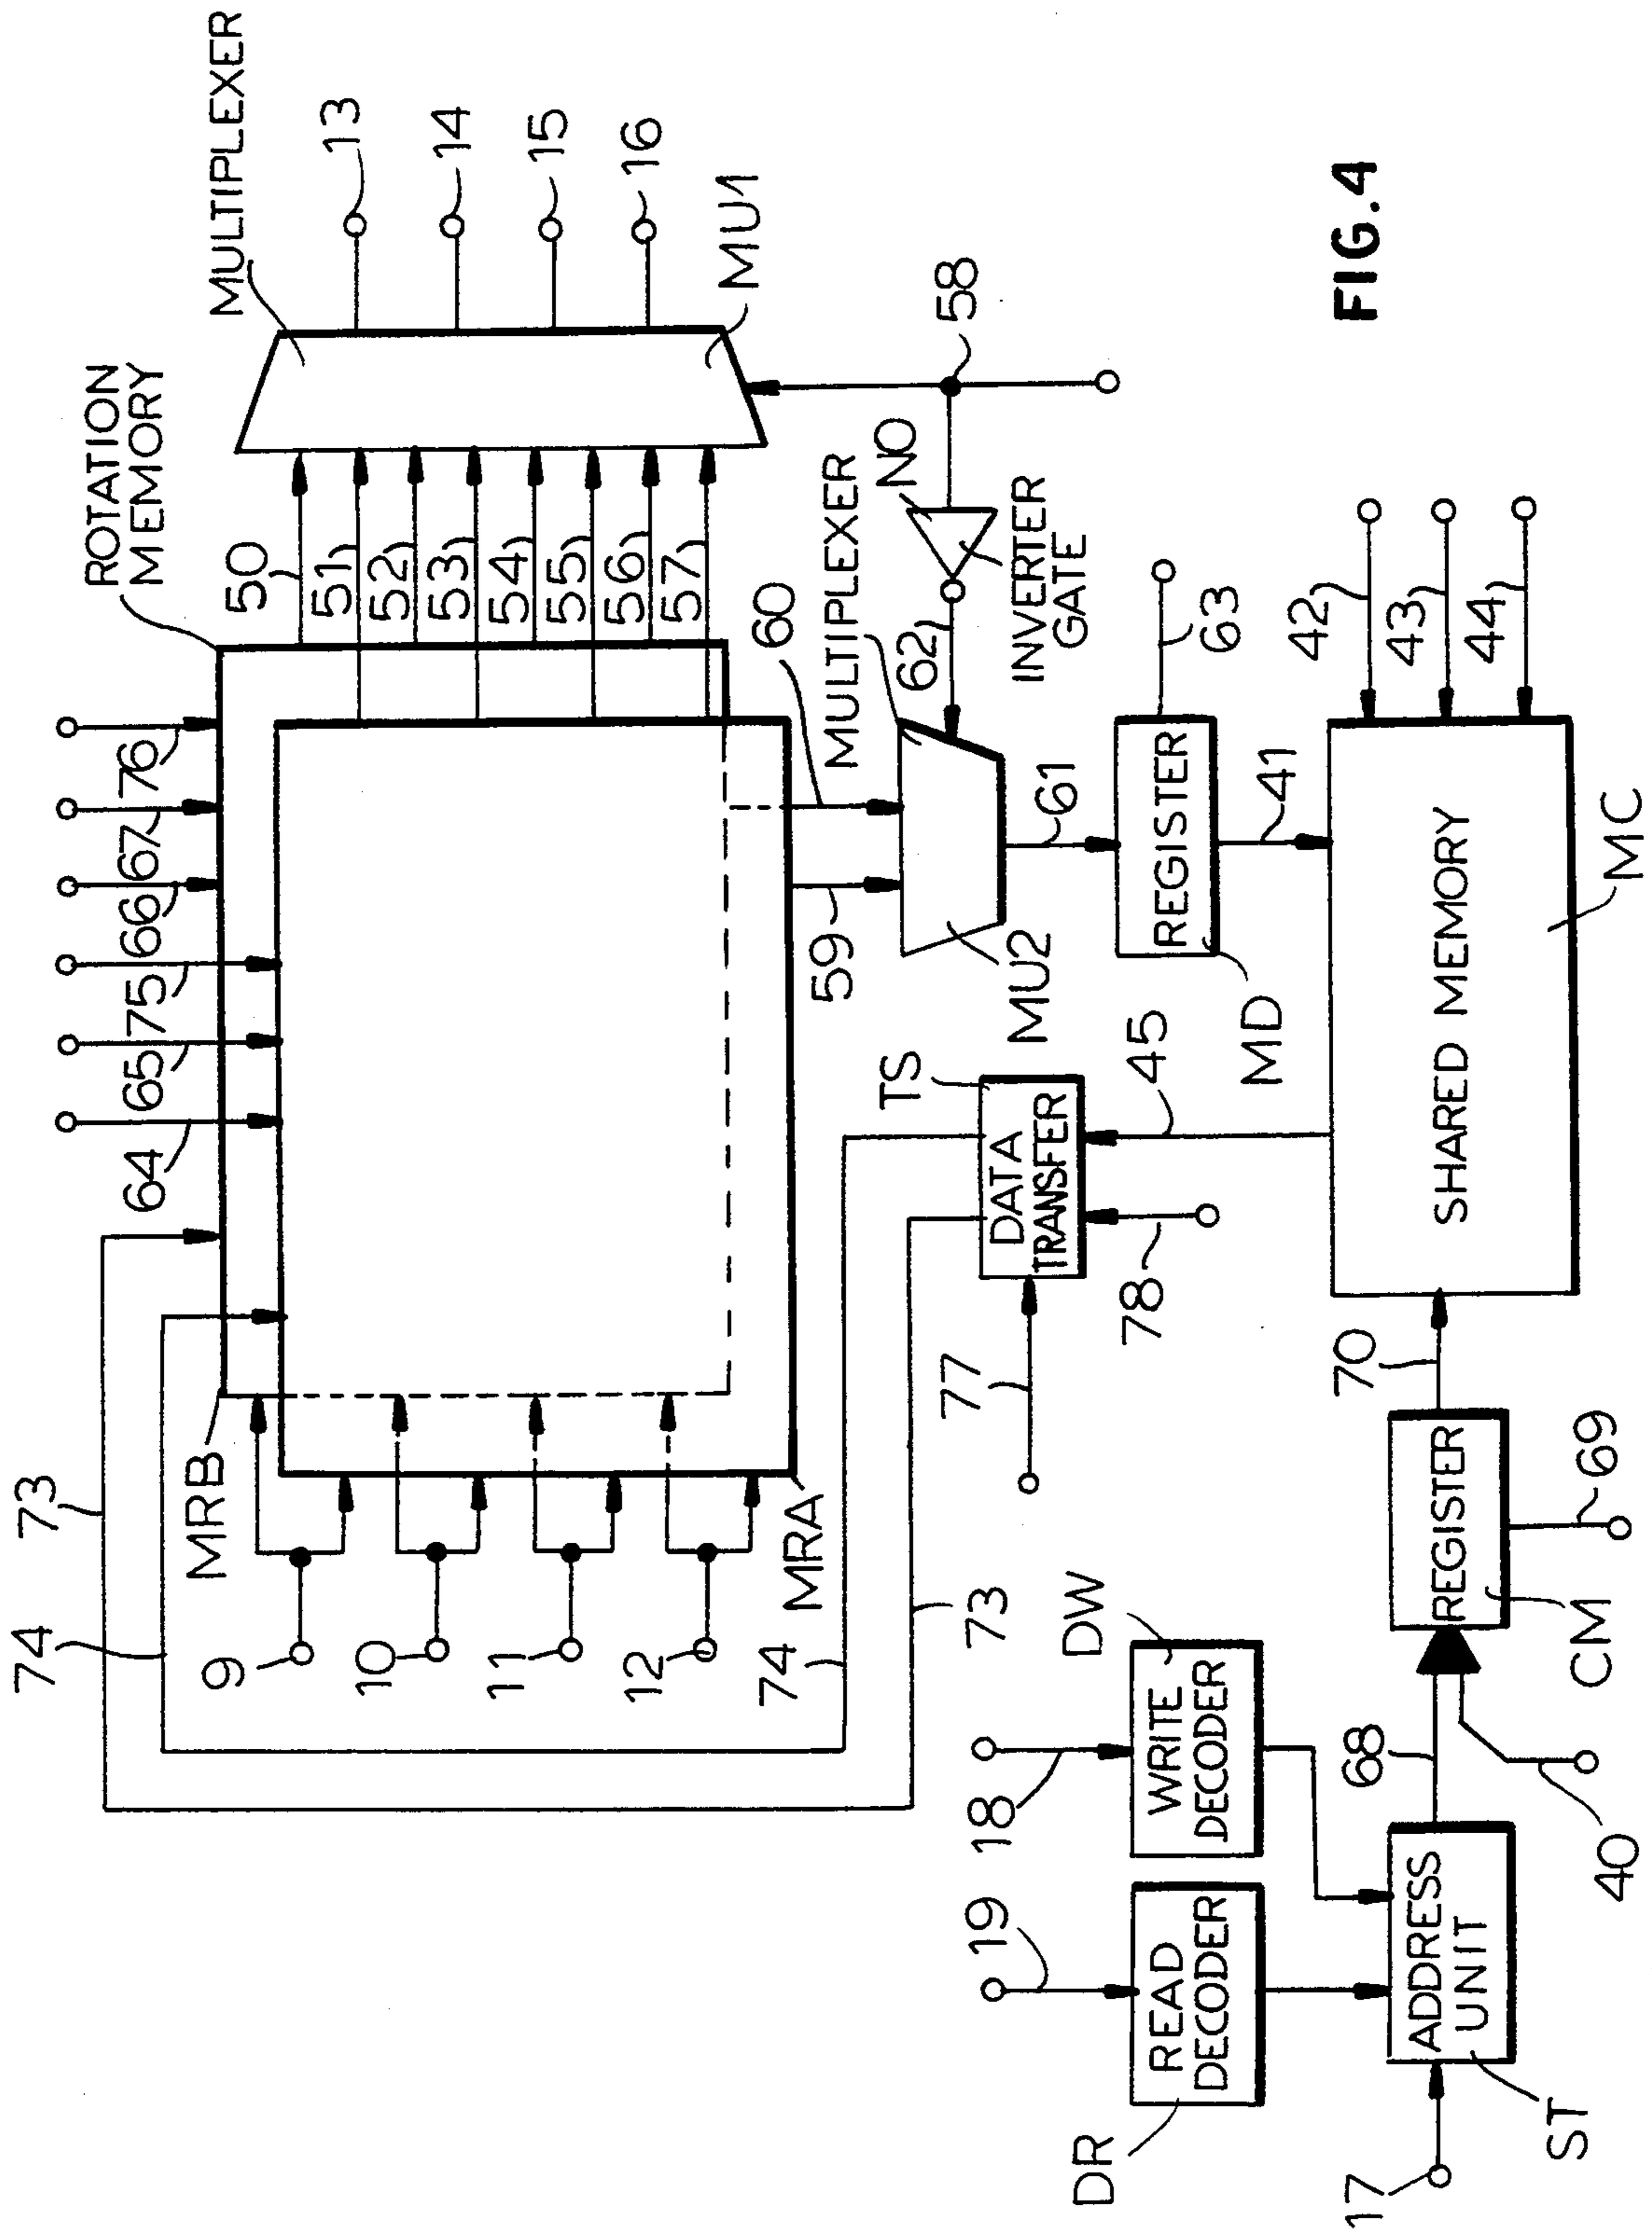 MULTIPLEXER
13
14
15
16
MU1
58
ROTATION
MEMORY
50
51
52
53
54
55
56
57
76
67
66
75
65
64
73
74
MRB
9
10
11
12
MRA
74
73
60
59
MULTIPLEXER
MU2
62
NO
INVERTER
GATE
61
REGISTER
63
MD
41
42
43
44
SHARED MEMORY
MC
TS
DATA
TRANSFER
45
77
78
70
REGISTER
69
CM
68
40
DW
WRITE
DECODER
18
19
READ
DECODER
DR
ADDRESS
UNIT
ST
17
FIG.4